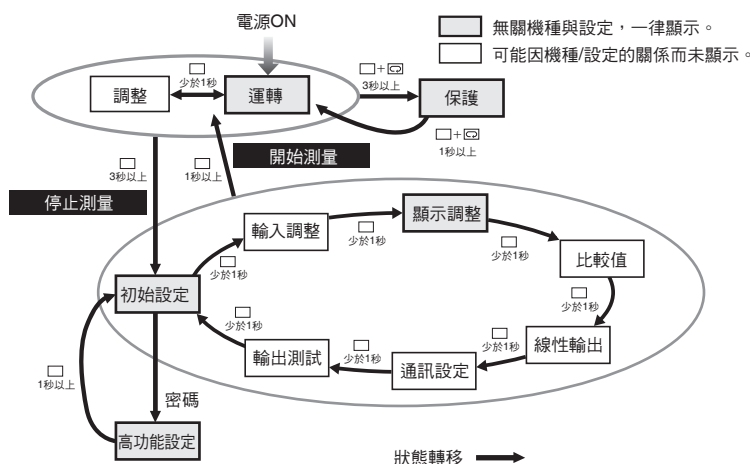 電源ON
無關機種與設定，一律顯示。
可能因機種/設定的關係而未顯示。
調整
少於1秒
運轉
3秒以上
保護
1秒以上
開始測量
3秒以上
1秒以上
停止測量
輸入調整
少於1秒
顯示調整
少於1秒
比較值
少於1秒
初始設定
少於1秒
少於1秒
輸出測試
少於1秒
通訊設定
少於1秒
線性輸出
1秒以上
密碼
高功能設定
狀態轉移